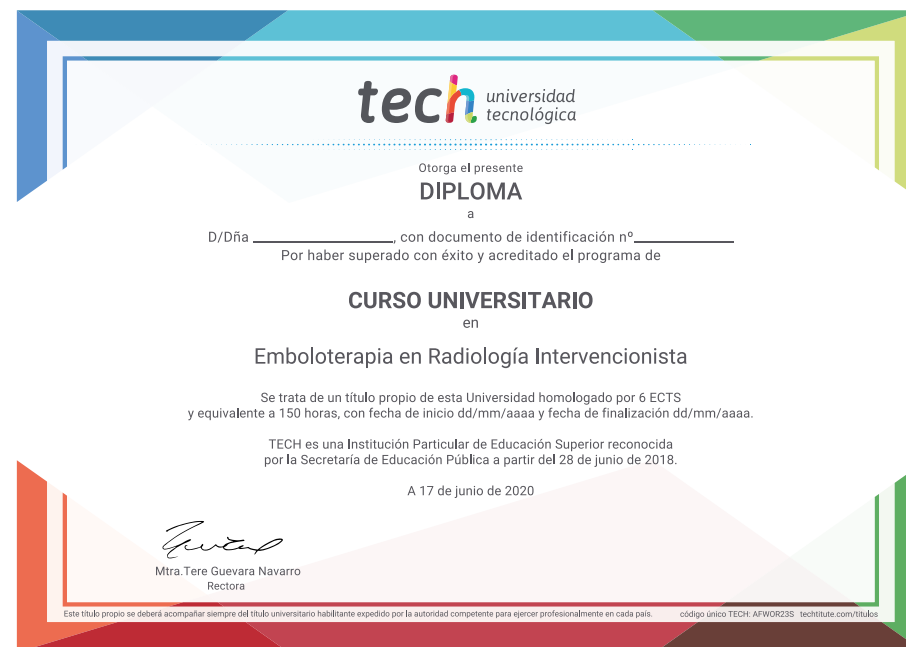 tech universidad
tecnológica
Otorga el presente
DIPLOMA
a
D/Dña ______________, con documento de identificación nº__________
Por haber superado con éxito y acreditado el programa de
CURSO UNIVERSITARIO
en
Emboloterapia en Radiología Intervencionista
Se trata de un título propio de esta Universidad homologado por 6 ECTS
y equivalente a 150 horas, con fecha de inicio dd/mm/aaaa y fecha de finalización dd/mm/aaaa.
TECH es una Institución Particular de Educación Superior reconocida
por la Secretaría de Educación Pública a partir del 28 de junio de 2018.
A 17 de junio de 2020
Mtra.Tere Guevara Navarro
Rectora
Este título propio se deberá acompañar siempre del título universitario habilitante expedido por la autoridad competente para ejercer profesionalmente en cada país. código único TECH: AFWOR23S techtitute.com/titulos